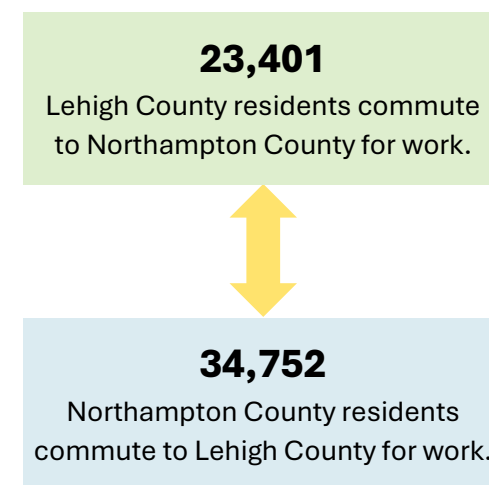 23,401
Lehigh County residents commute
to Northampton County for work.
34,752
Northampton County residents
commute to Lehigh County for work.